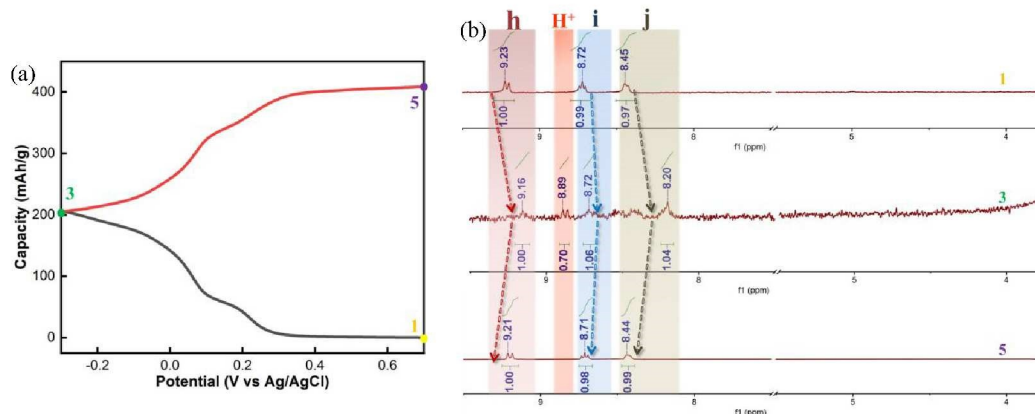 (a)
400
300
200
100
0
Capacity (mAh/g)
3
5
1
-0.2 0.0 0.2 0.4 0.6
Potential (V vs Ag/AgCl)
(b)
h H+ i j
9.23 8.72 8.45
1
1.00 0.99 0.97
9 8 5 4
f1 (ppm)
9.16 8.89 8.72 8.20
3
1.00 0.70 1.06 1.04
9 8 5 4
f1 (ppm)
9.21 8.71 8.44
5
1.00 0.98 0.99
9 8 5 4
f1 (ppm)